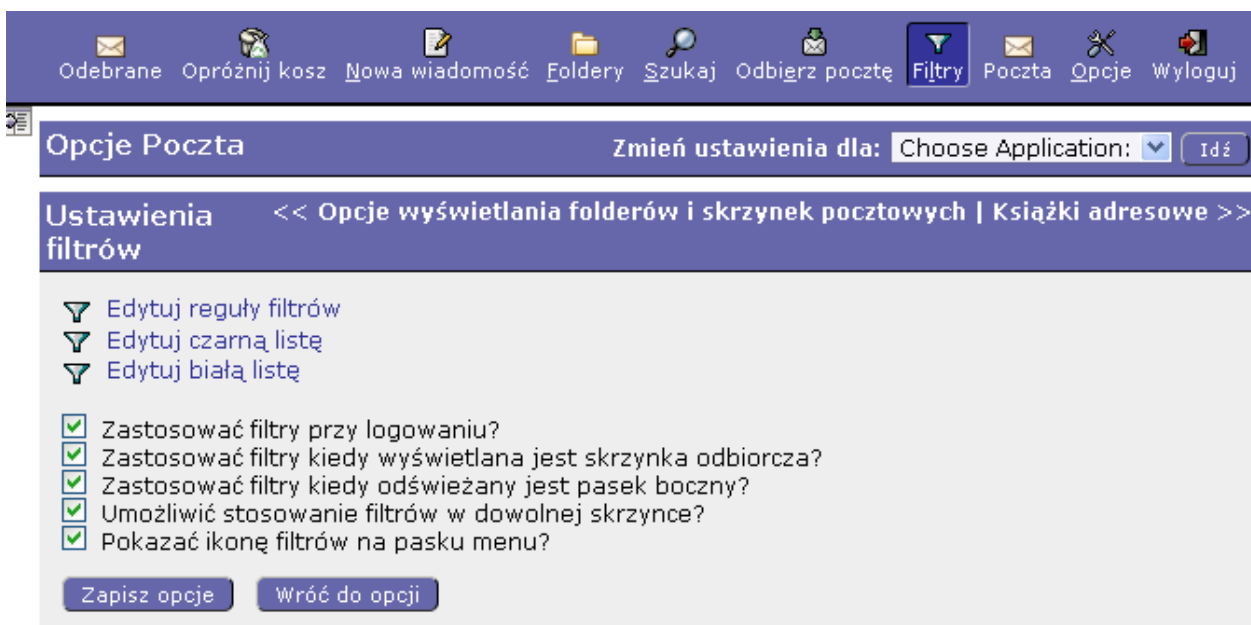 Odebrane Opróżnij kosz Nowa wiadomość Foldery Szukaj Odbierz pocztę Filtry Poczta Opcje Wyloguj
Opcje Poczta Zmień ustawienia dla: Choose Application: Idź
Ustawienia filtrów << Opcje wyświetlania folderów i skrzynek pocztowych | Książki adresowe >>
Edytuj reguły filtrów
Edytuj czarną listę
Edytuj białą listę
Zastosować filtry przy logowaniu?
Zastosować filtry kiedy wyświetlana jest skrzynka odbiorcza?
Zastosować filtry kiedy odświeżany jest pasek boczny?
Umożliwić stosowanie filtrów w dowolnej skrzynce?
Pokazać ikonę filtrów na pasku menu?
Zapisz opcje Wróć do opcji